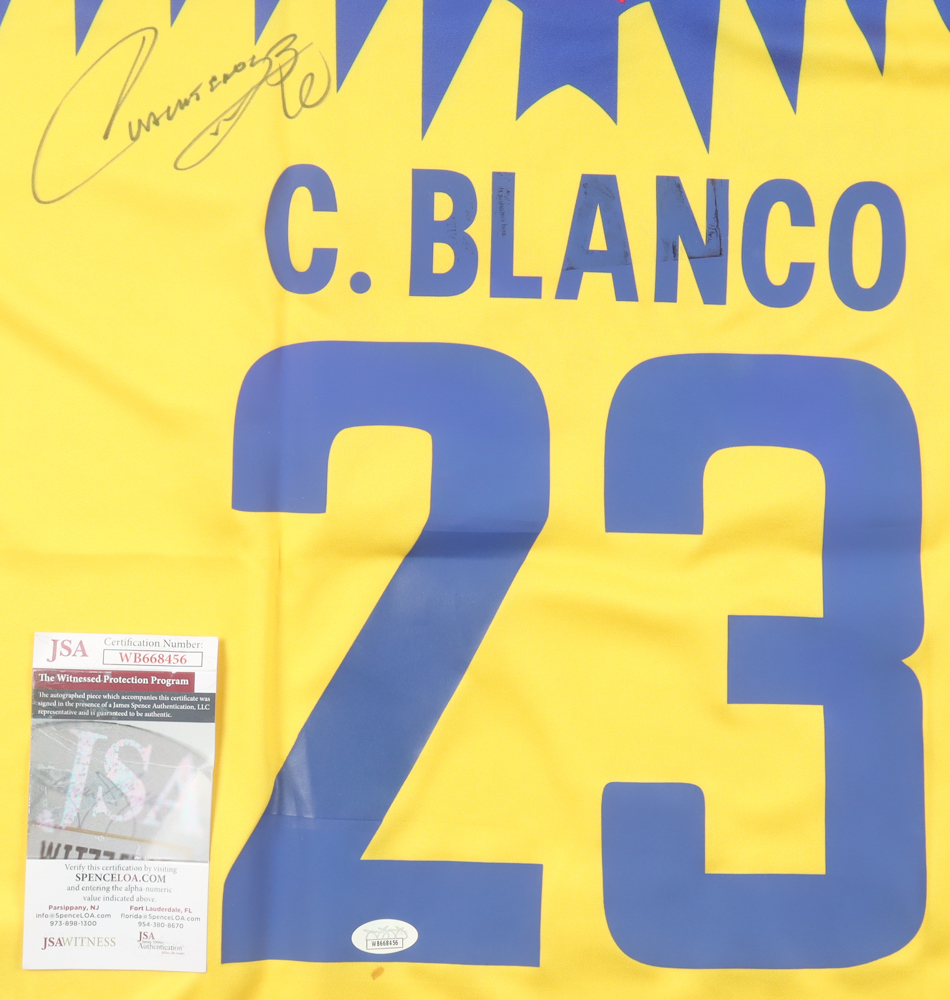 C. BLANCO
23
JSA
Certification Number:
WB668456
The Witnessed Protection Program
The autographed piece which accompanies this certificate was
signed in the presence of a James Spence Authentication, LLC
representative and is guaranteed to be authentic.
JSA
Verify this certification by visiting
SPENCELOA.COM
and entering the alpha-numeric
value indicated above
Parsippany, NJ
info@SpenceLOA.com
973-898-1300
Fort Lauderdale, FL
florida@SpenceLOA.com
954-380-8670
JSAWITNESS
JSA
Authentication
WB668456